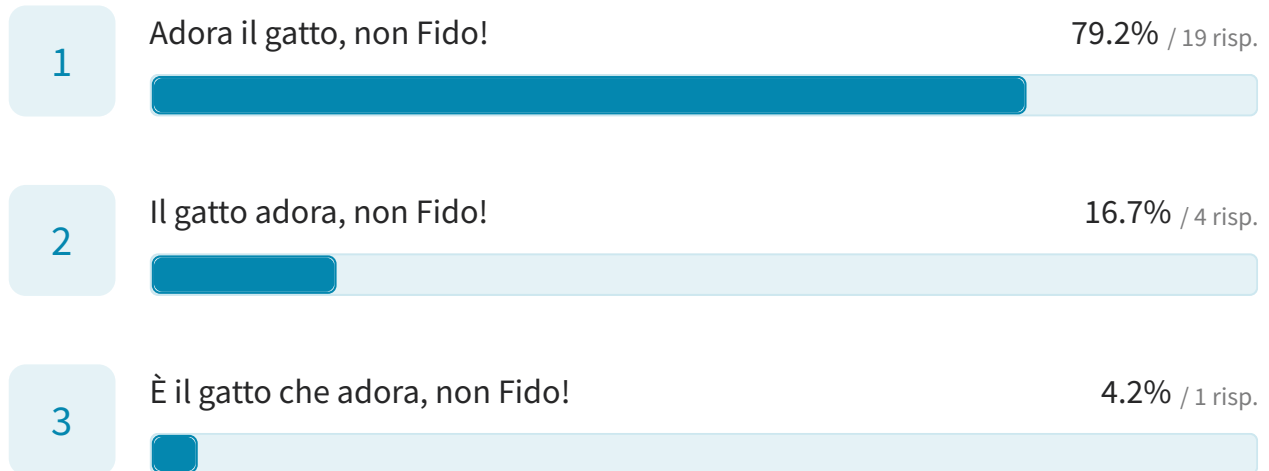 1
Adora il gatto, non Fido! 79.2% / 19 risp.
2
Il gatto adora, non Fido! 16.7% / 4 risp.
3
È il gatto che adora, non Fido! 4.2% / 1 risp.